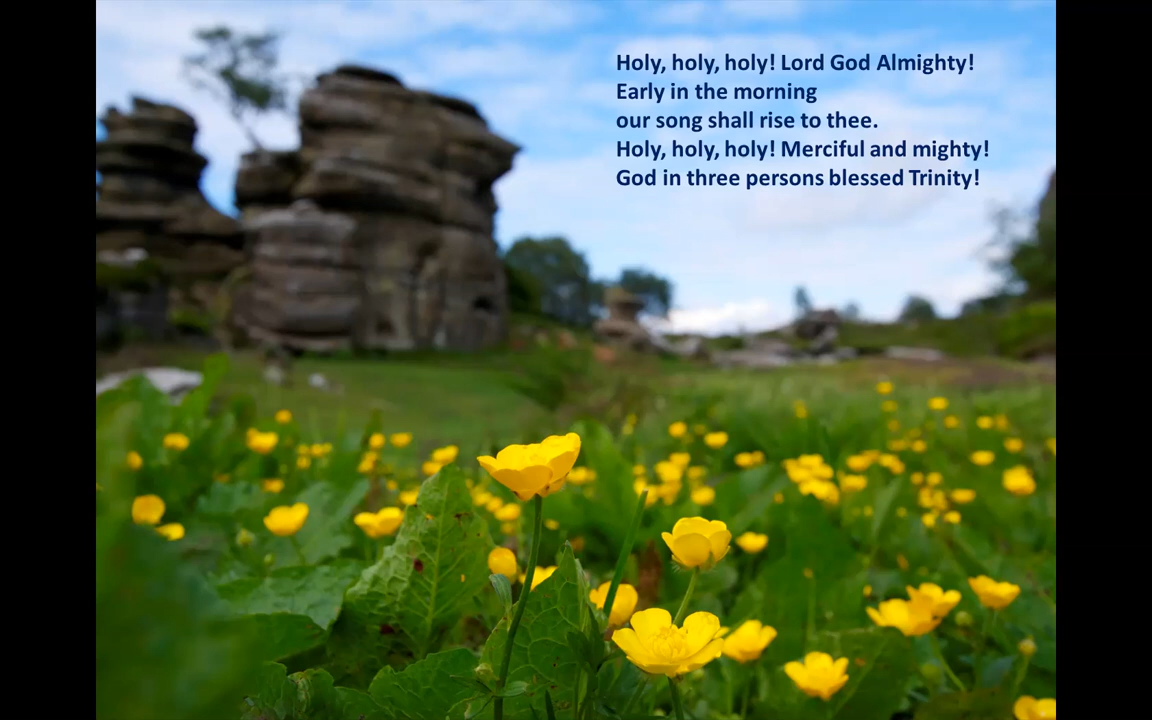 Holy, holy, holy! Lord God Almighty!
Early in the morning
our song shall rise to thee.
Holy, holy, holy! Merciful and mighty!
God in three persons blessed Trinity!